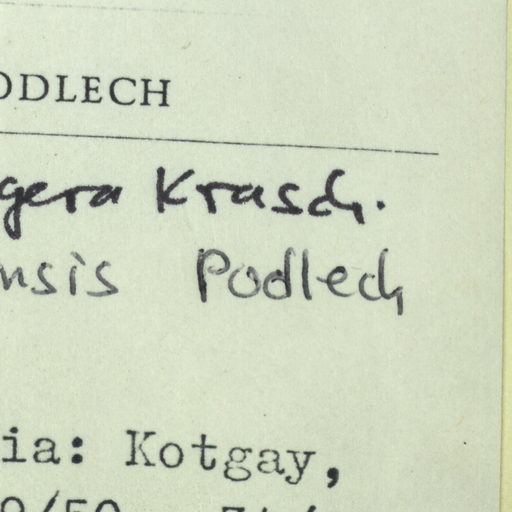 ODLECH
gera Krasch.
nsis Podlech
ia: Kotgay,